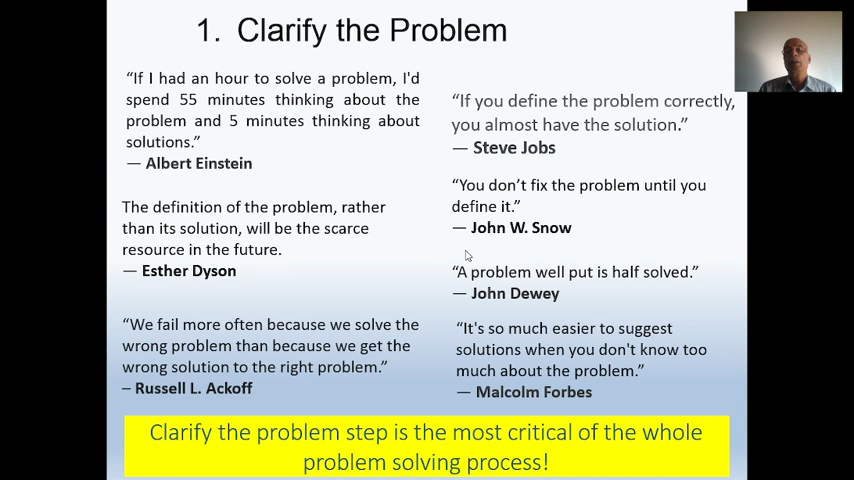 1. Clarify the Problem
“If I had an hour to solve a problem, I'd
spend 55 minutes thinking about the
problem and 5 minutes thinking about
solutions.”
— Albert Einstein
The definition of the problem, rather
than its solution, will be the scarce
resource in the future.
— Esther Dyson
“We fail more often because we solve the
wrong problem than because we get the
wrong solution to the right problem.”
– Russell L. Ackoff
“If you define the problem correctly,
you almost have the solution.”
— Steve Jobs
“You don’t fix the problem until you
define it.”
— John W. Snow
“A problem well put is half solved.”
— John Dewey
“It's so much easier to suggest
solutions when you don't know too
much about the problem.”
— Malcolm Forbes
Clarify the problem step is the most critical of the whole
problem solving process!